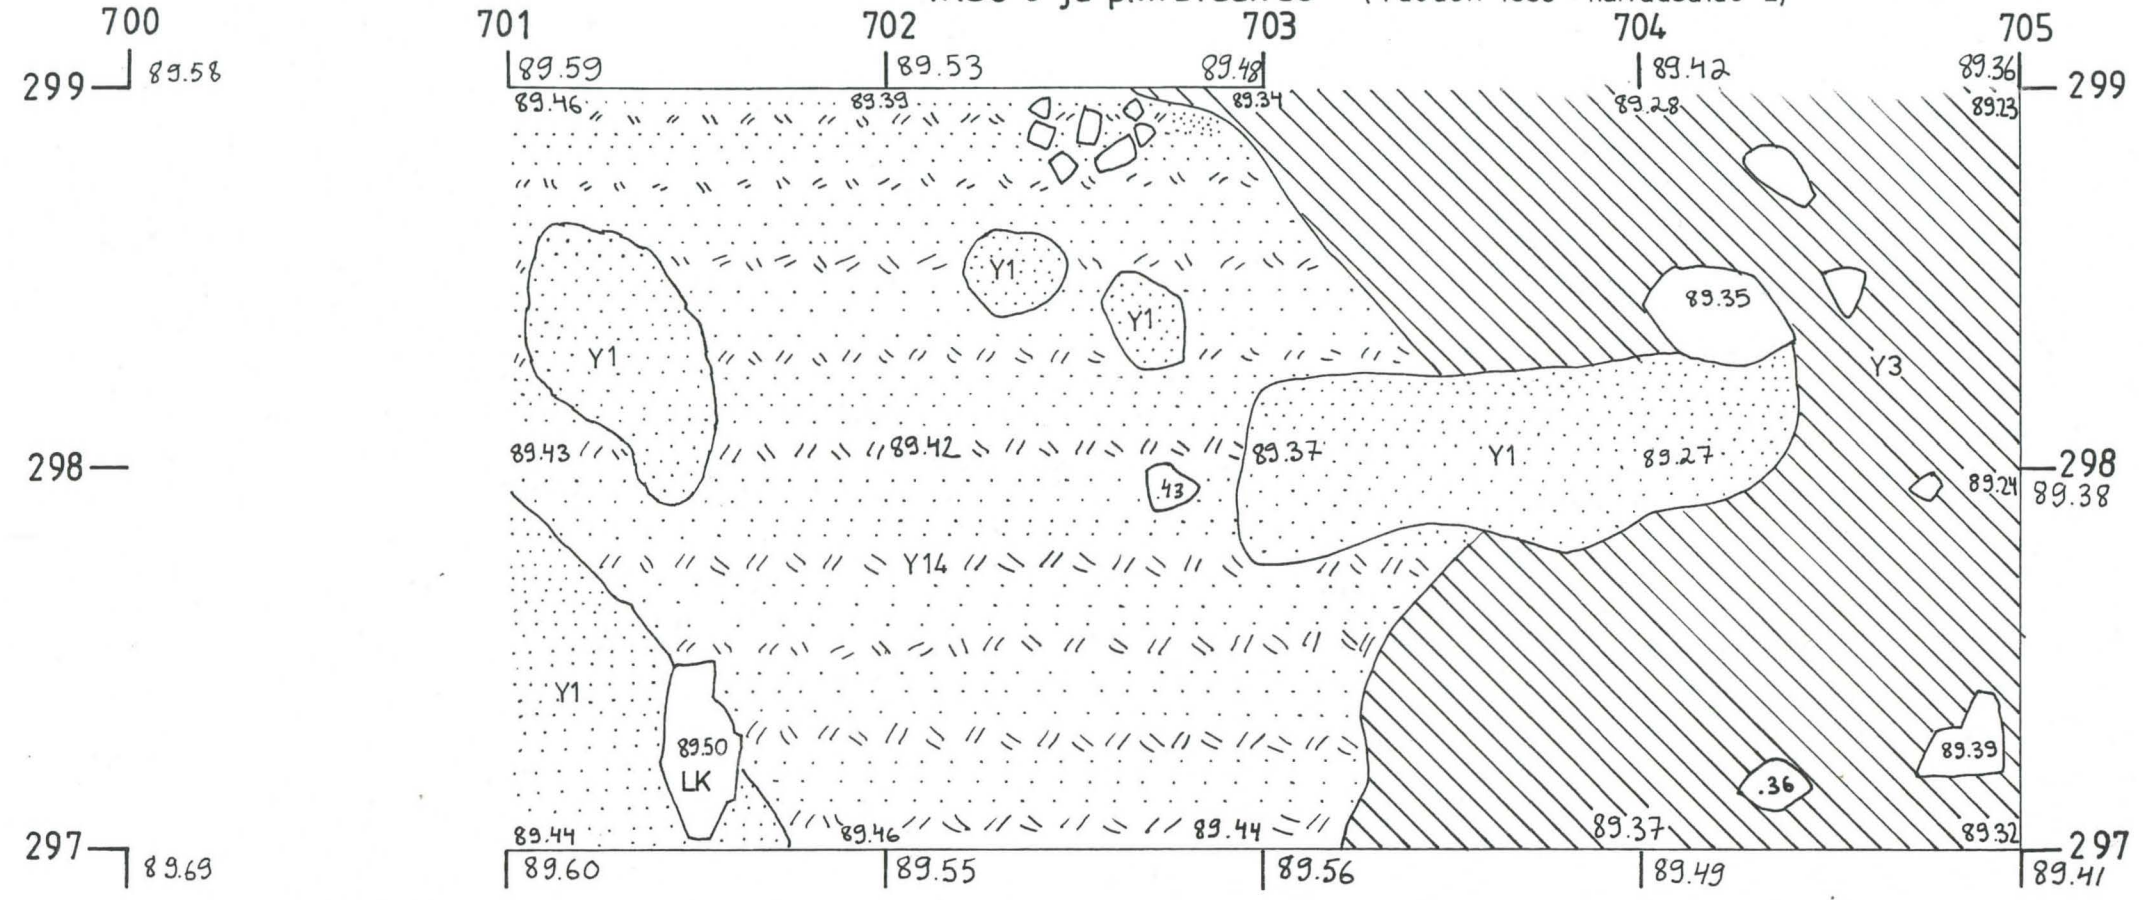 700 701 702 703 704 705
299 89.58 89.59 89.53 89.48 89.42 89.36 299
89.46 89.39 89.34 89.28 89.23
Y1 Y1 89.35
Y1 Y1 Y3
298 89.43 89.42 89.37 Y1 89.27 298
.43 89.24 89.38
Y14
Y1
89.50 89.39
LK .36
89.44 89.46 89.44 89.37 89.32
297 297
89.69 89.60 89.55 89.56 89.49 89.41